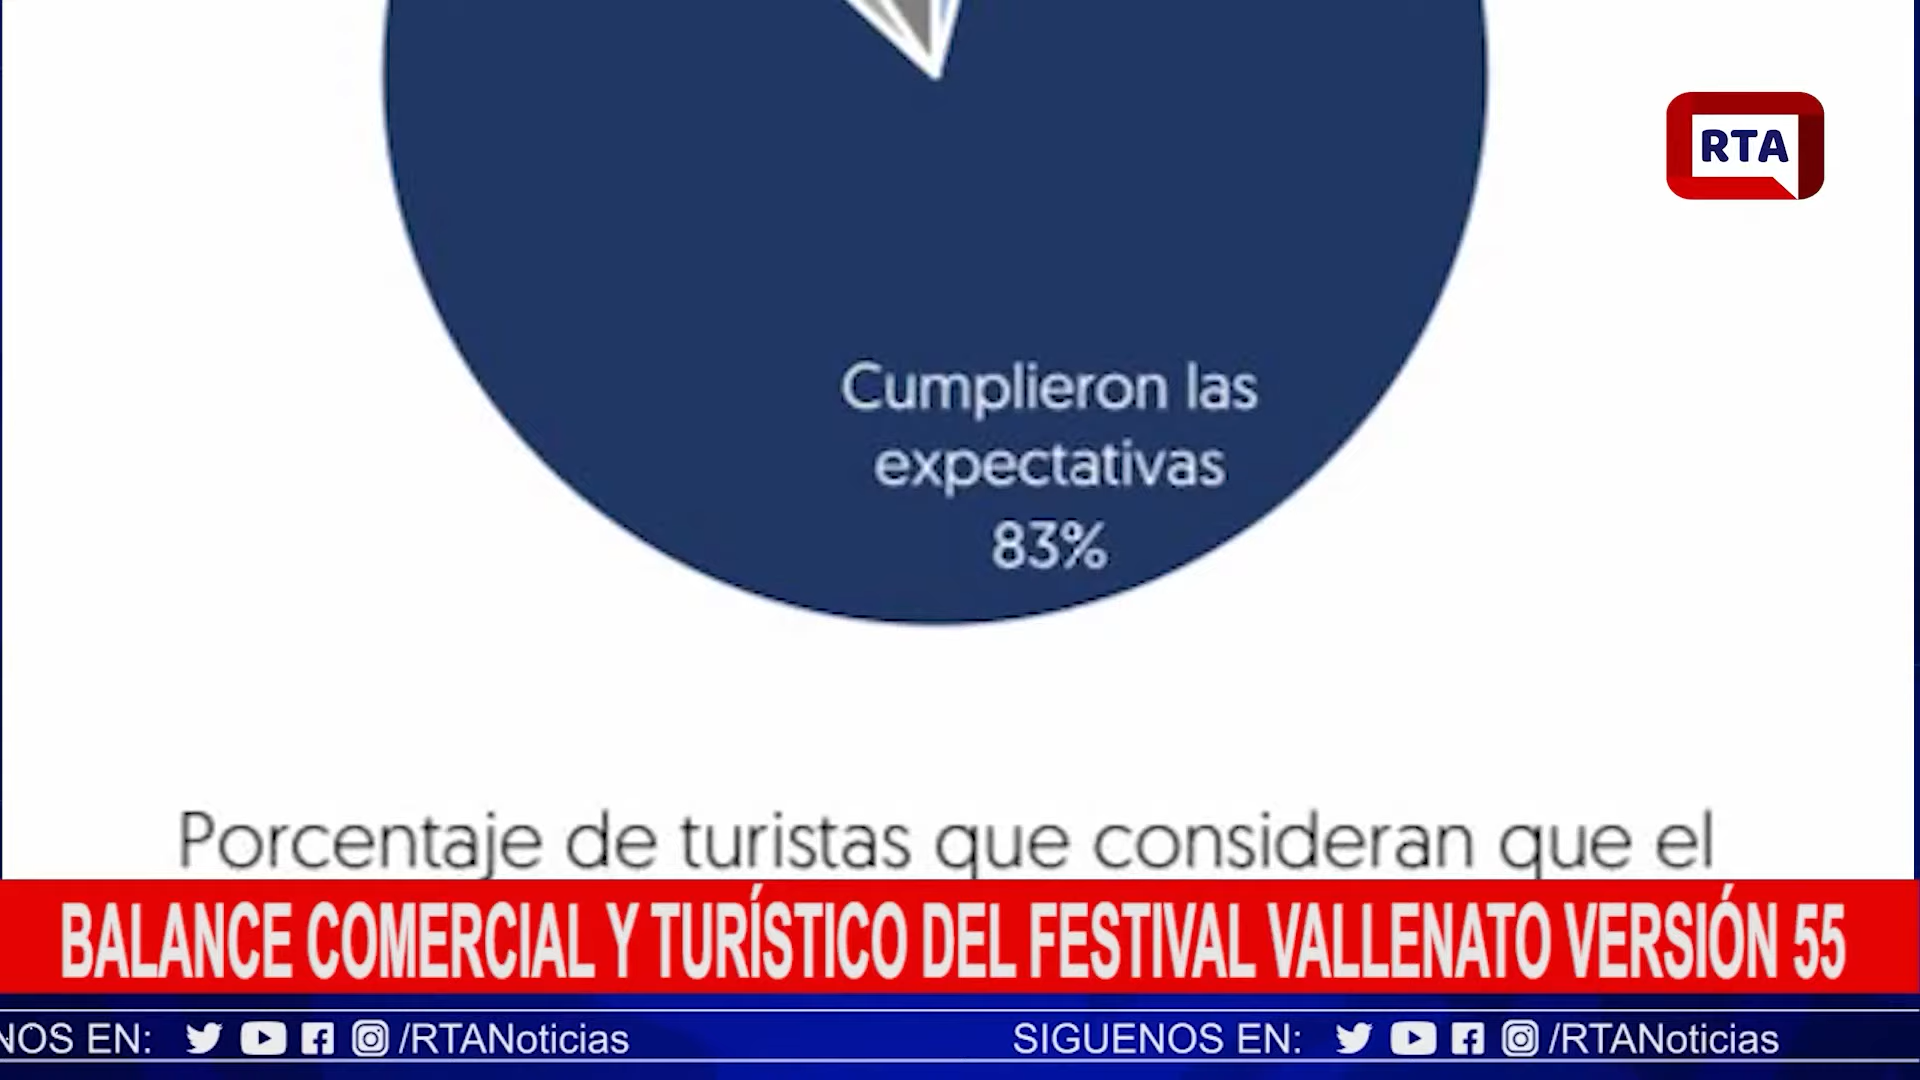 RTA
Cumplieron las
expectativas
83%
Porcentaje de turistas que consideran que el
BALANCE COMERCIAL Y TURÍSTICO DEL FESTIVAL VALLENATO VERSIÓN 55
NOS EN: /RTANoticias SIGUENOS EN: /RTANoticias